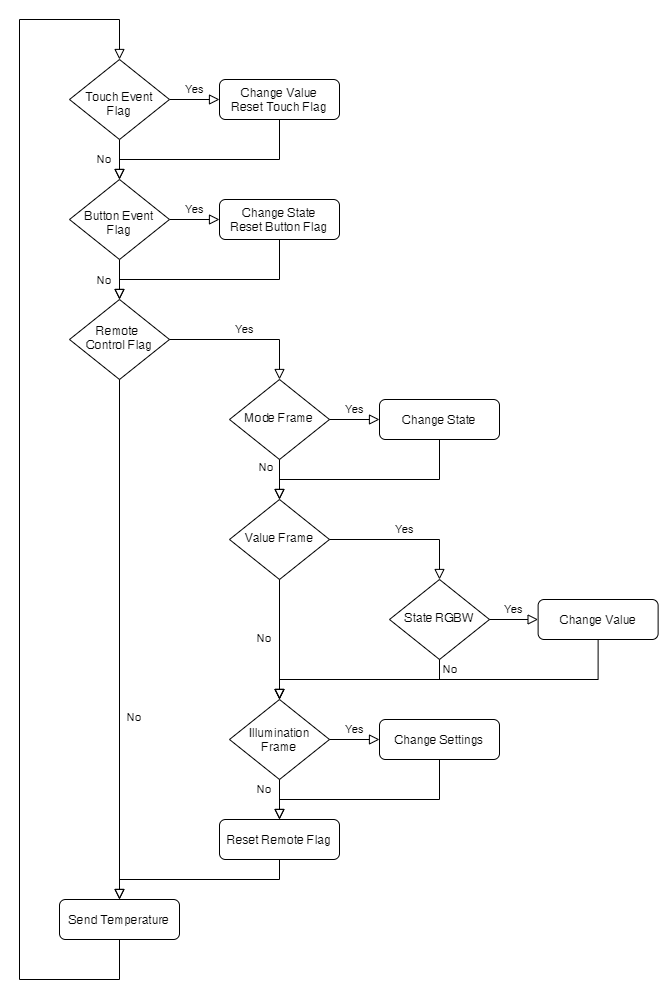 Touch Event
Flag
Yes
Change Value
Reset Touch Flag
No
Button Event
Flag
Yes
Change State
Reset Button Flag
No
Remote
Control Flag
Yes
Mode Frame
Yes
Change State
No
Value Frame
Yes
State RGBW
Yes
Change Value
No
No
No
Illumination
Frame
Yes
Change Settings
No
Reset Remote Flag
Send Temperature